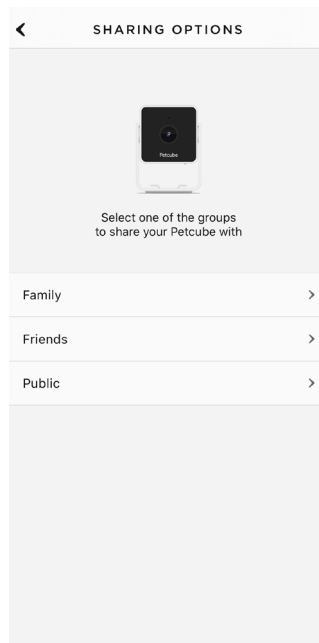 SHARING OPTIONS
Petcube
Select one of the groups
to share your Petcube with
Family
Friends
Public